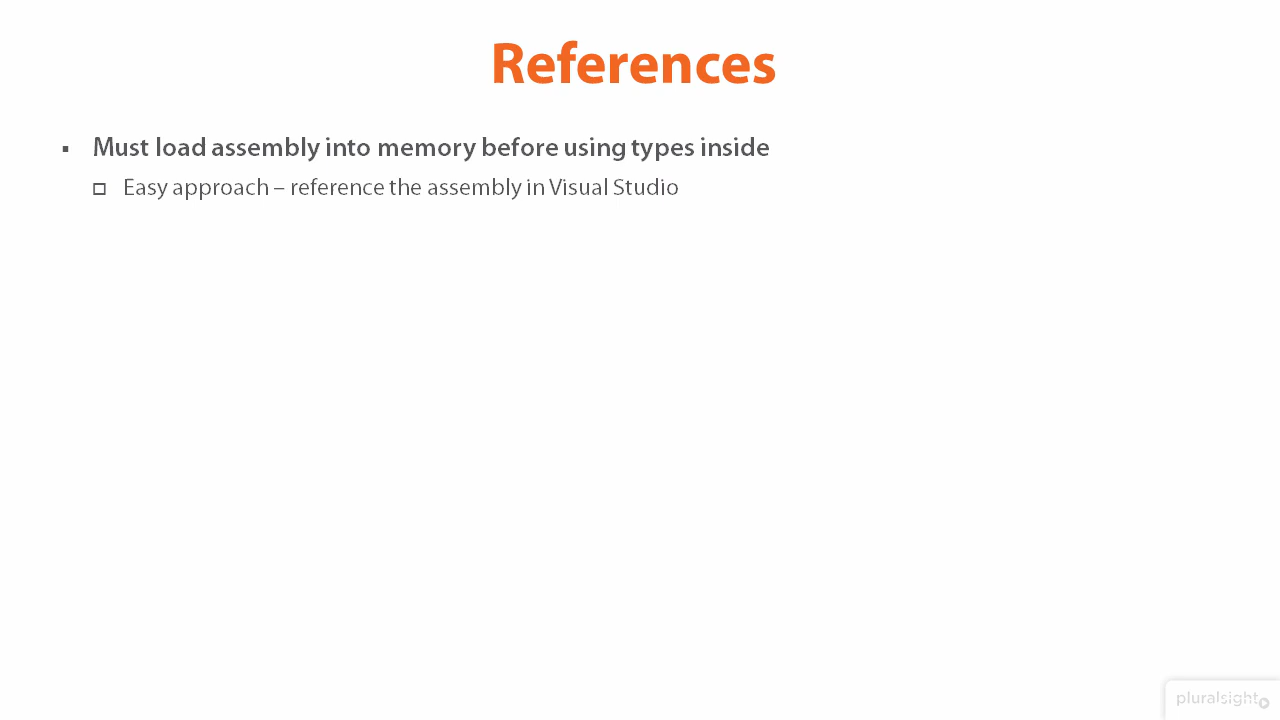 References
▪ Must load assembly into memory before using types inside
□ Easy approach – reference the assembly in Visual Studio
pluralsight